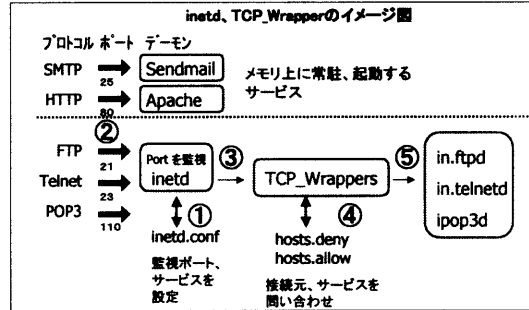 inetd、TCP_Wrapperのイメージ図
プロトコル ポート デーモン
SMTP 25 Sendmail
HTTP 80 Apache
メモリ上に常駐、起動する
サービス
②
FTP 21
Telnet 23
POP3 110
Portを監視
inetd
③
TCP_Wrappers
⑤
in.ftpd
in.telnetd
ipop3d
①
inetd.conf
監視ポート、
サービスを
設定
④
hosts.deny
hosts.allow
接続元、サービスを
問い合わせ